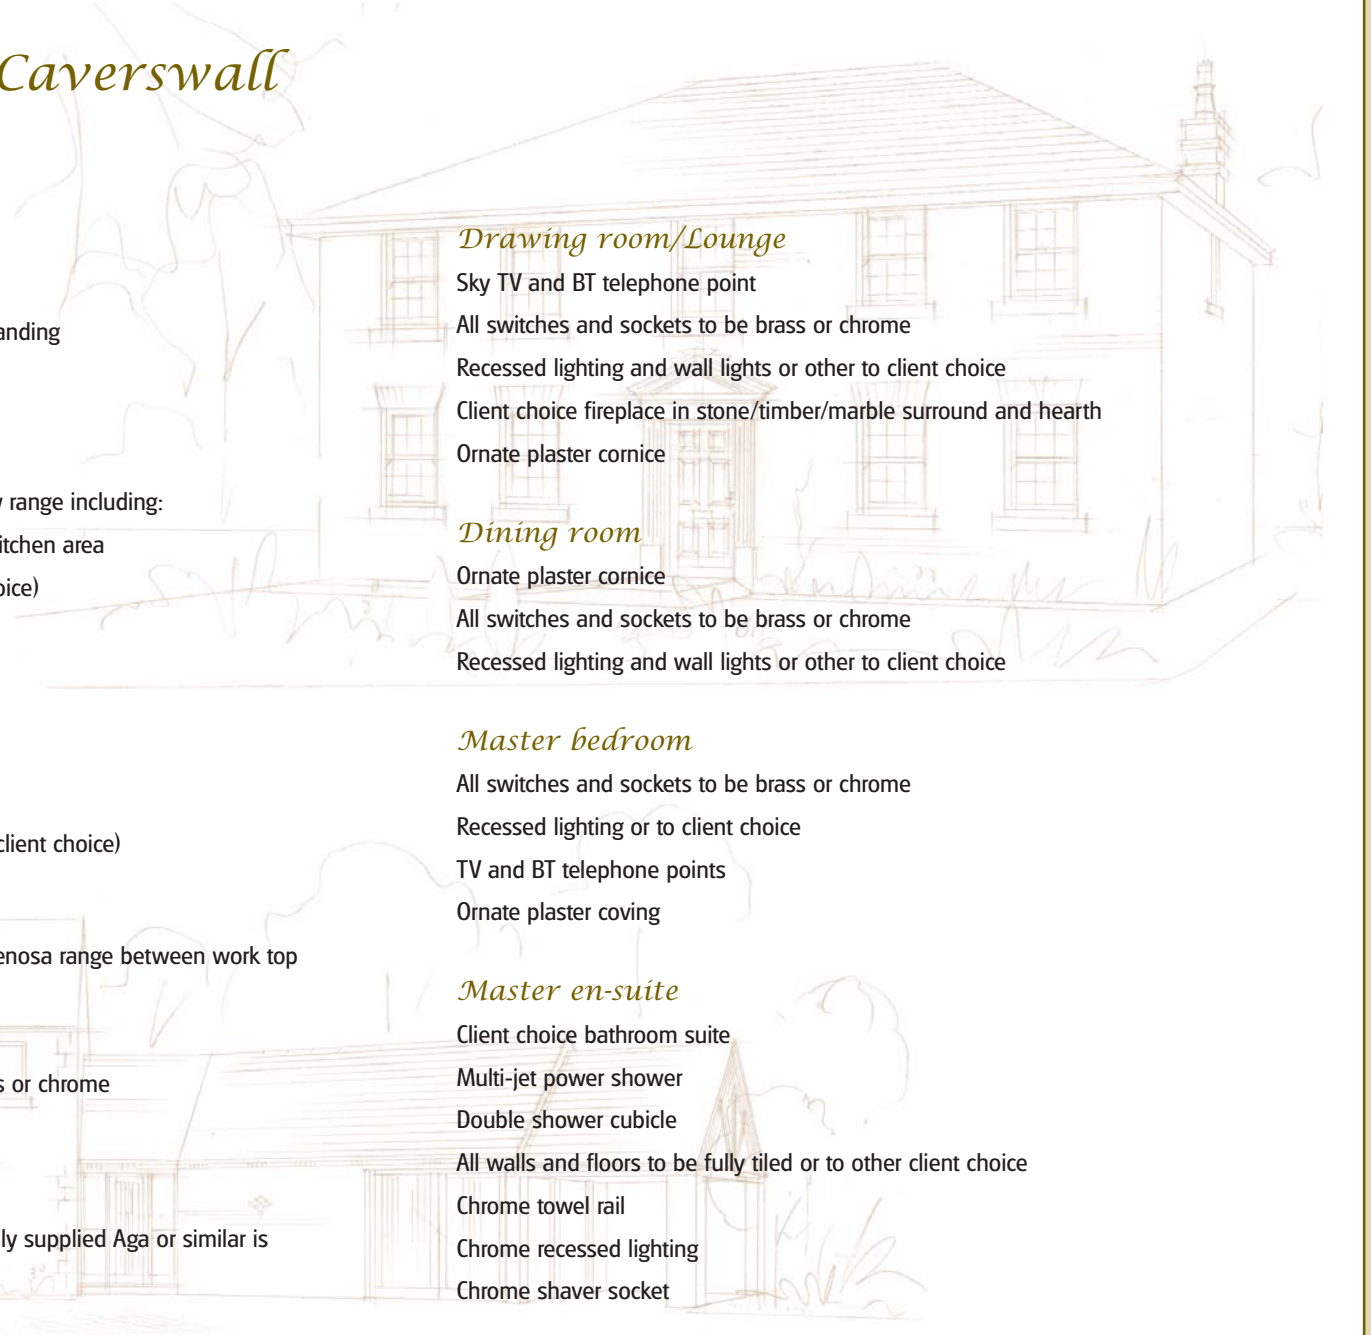 Caverswall
anding
range including:
itchen area
oice)
client choice)
enosa range between work top
s or chrome
ly supplied Aga or similar is
Drawing room/Lounge
Sky TV and BT telephone point
All switches and sockets to be brass or chrome
Recessed lighting and wall lights or other to client choice
Client choice fireplace in stone/timber/marble surround and hearth
Ornate plaster cornice
Dining room
Ornate plaster cornice
All switches and sockets to be brass or chrome
Recessed lighting and wall lights or other to client choice
Master bedroom
All switches and sockets to be brass or chrome
Recessed lighting or to client choice
TV and BT telephone points
Ornate plaster coving
Master en-suite
Client choice bathroom suite
Multi-jet power shower
Double shower cubicle
All walls and floors to be fully tiled or to other client choice
Chrome towel rail
Chrome recessed lighting
Chrome shaver socket